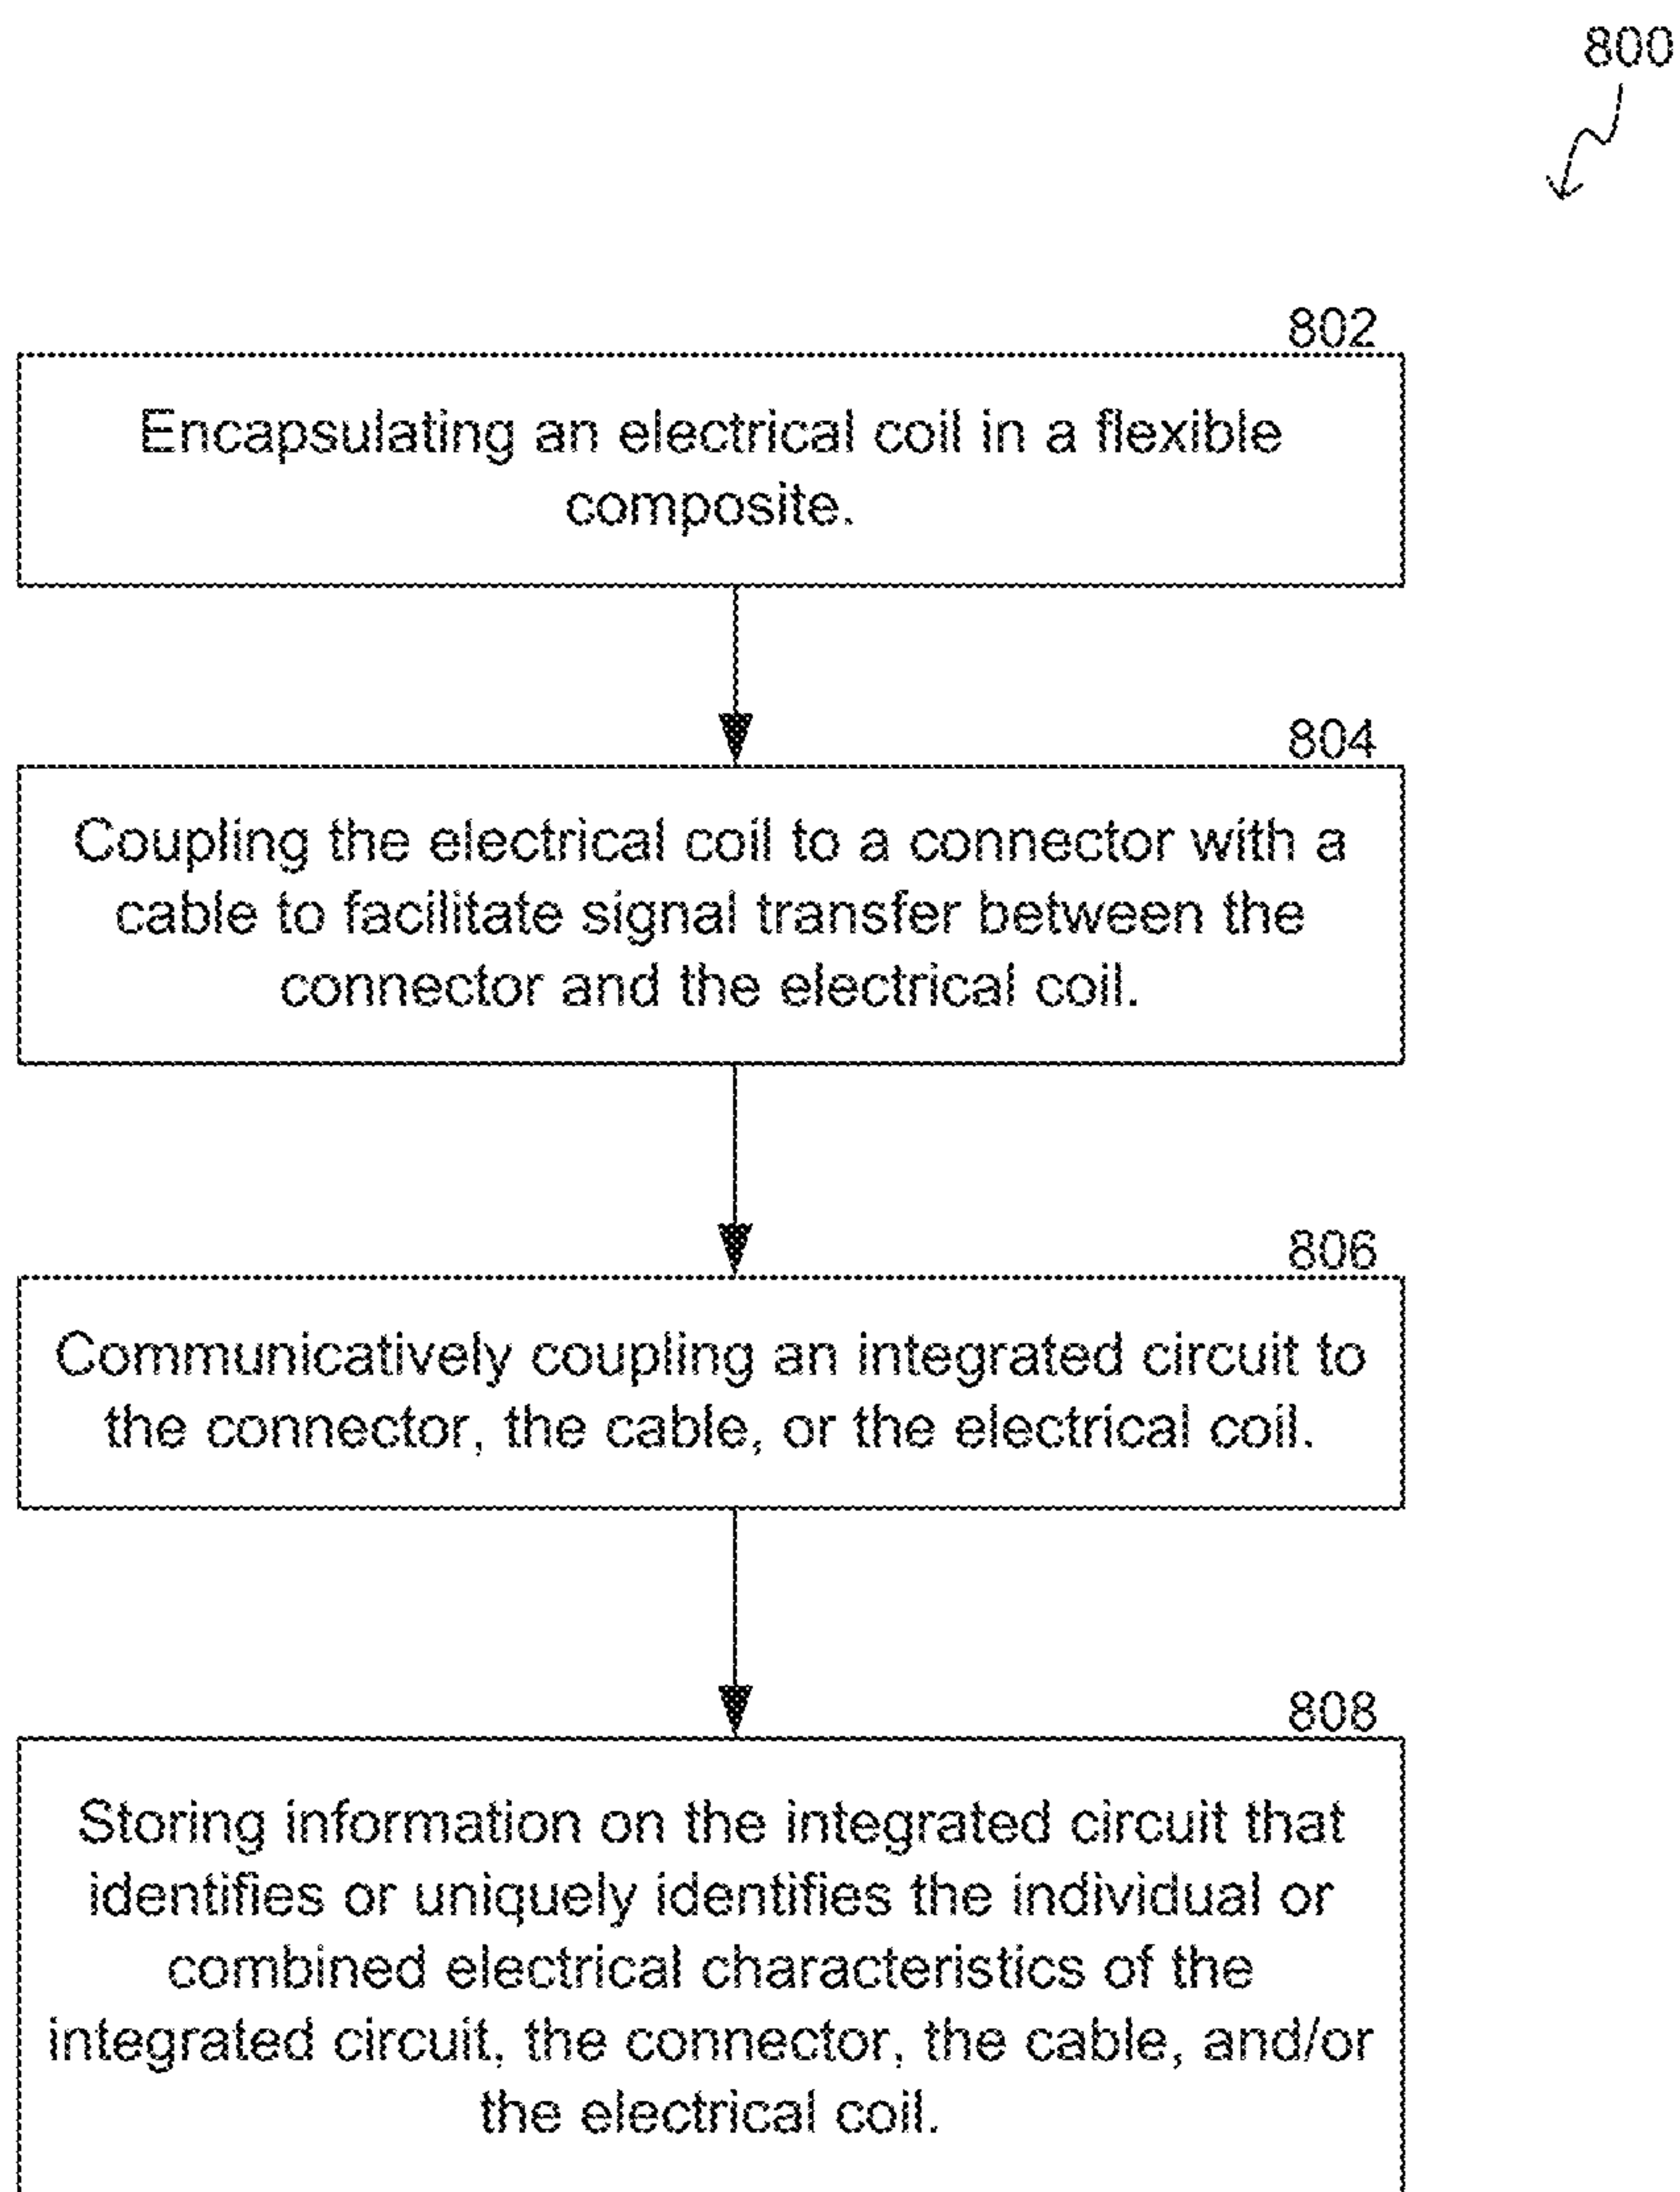 800
802
Encapsulating an electrical coil in a flexible
composite.
804
Coupling the electrical coil to a connector with a
cable to facilitate signal transfer between the
connector and the electrical coil.
806
Communicatively coupling an integrated circuit to
the connector, the cable, or the electrical coil.
808
Storing information on the integrated circuit that
identifies or uniquely identifies the individual or
combined electrical characteristics of the
integrated circuit, the connector, the cable, and/or
the electrical coil.